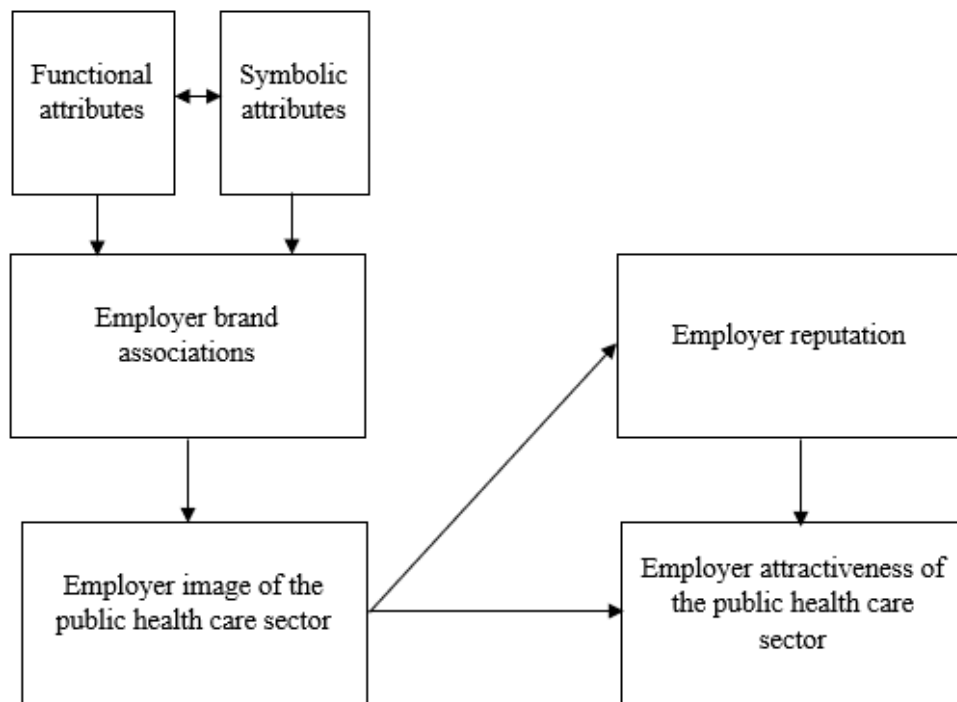 Functional
attributes
Symbolic
attributes
Employer brand
associations
Employer reputation
Employer image of the
public health care sector
Employer attractiveness of
the public health care
sector